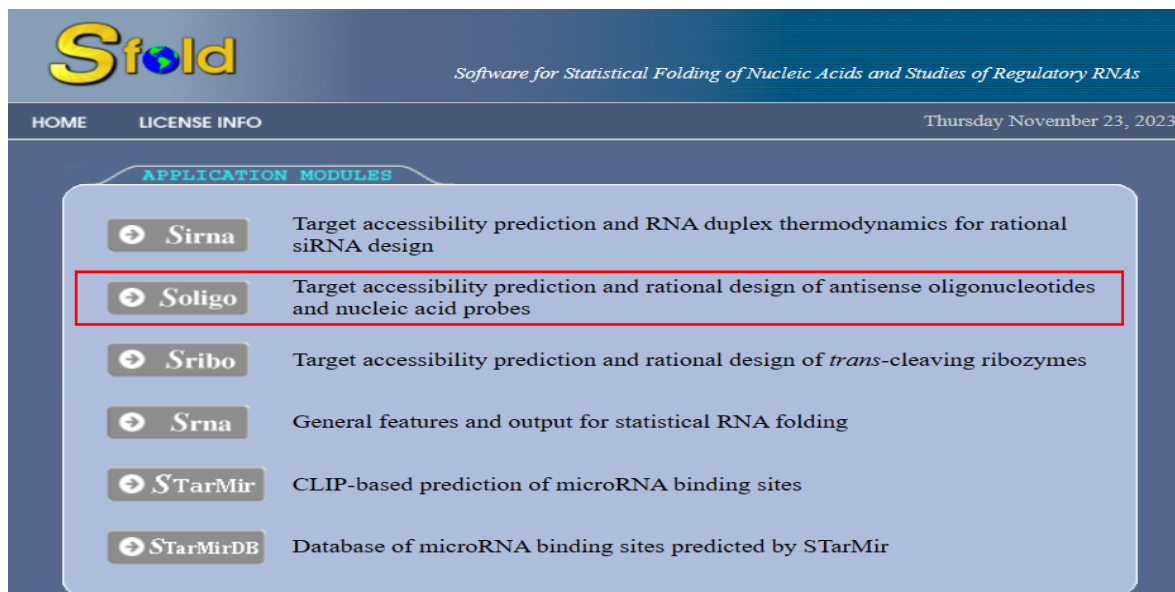 Sfold
Software for Statistical Folding of Nucleic Acids and Studies of Regulatory RNAs
HOME LICENSE INFO Thursday November 23, 2023
APPLICATION MODULES
Sirna Target accessibility prediction and RNA duplex thermodynamics for rational
siRNA design
Soligo Target accessibility prediction and rational design of antisense oligonucleotides
and nucleic acid probes
Sribo Target accessibility prediction and rational design of trans-cleaving ribozymes
Srna General features and output for statistical RNA folding
STarMir CLIP-based prediction of microRNA binding sites
STarMirDB Database of microRNA binding sites predicted by STarMir